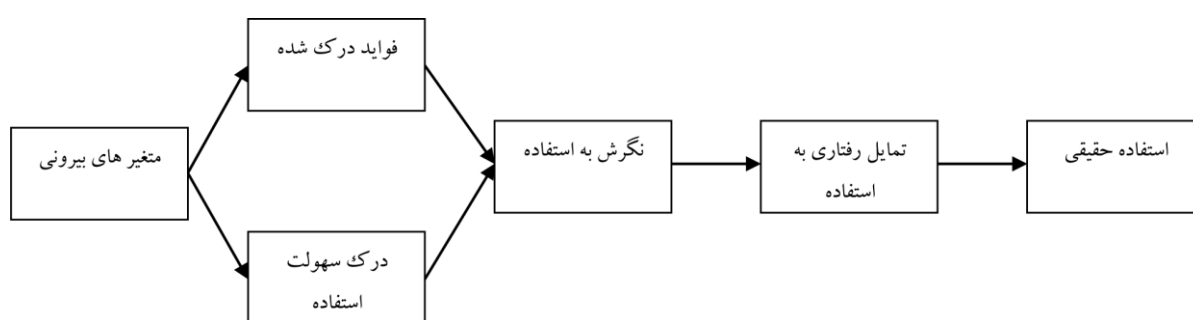 فواید درک شده
متغیر های بیرونی
نگرش به استفاده
تمایل رفتاری به
استفاده
استفاده حقیقی
درک سهولت
استفاده